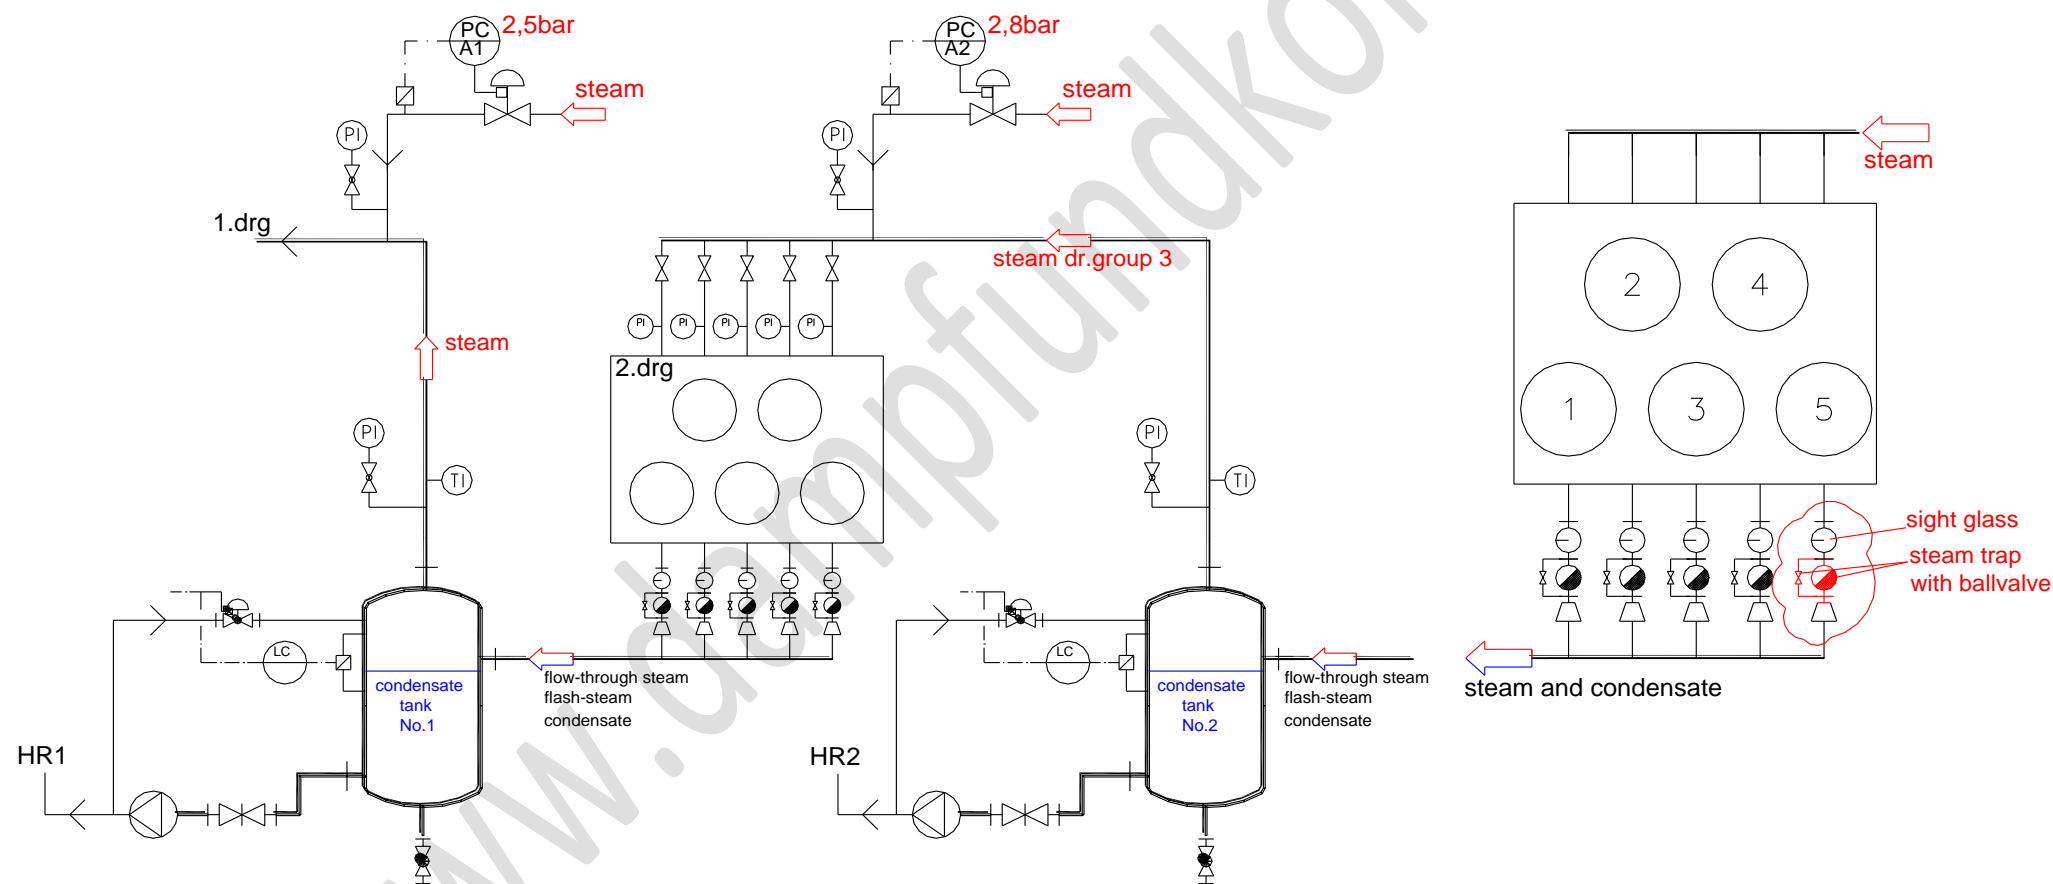 PC
A1
2,5bar
steam
PI
1.drg
steam
PI
TI
LC
condensate
tank
No.1
HR1
PC
A2
2,8bar
steam
PI
steam dr.group 3
PI
PI
PI
PI
PI
2.drg
flow-through steam
flash-steam
condensate
PI
TI
LC
condensate
tank
No.2
HR2
flow-through steam
flash-steam
condensate
steam
2
4
1
3
5
sight glass
steam trap
with ballvalve
steam and condensate
www.dampfundkon